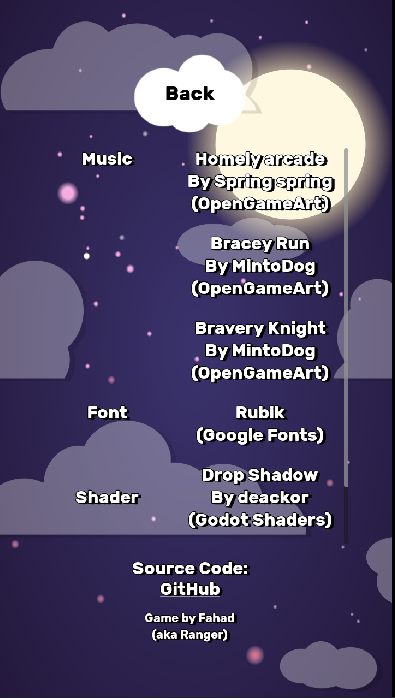 Back
Music
Homely arcade
By Spring spring
(OpenGameArt)
Bracey Run
By MintoDog
(OpenGameArt)
Bravery Knight
By MintoDog
(OpenGameArt)
Font
Rubik
(Google Fonts)
Drop Shadow
Shader
By deackor
(Godot Shaders)
Source Code:
GitHub
Game by Fahad
(aka Ranger)